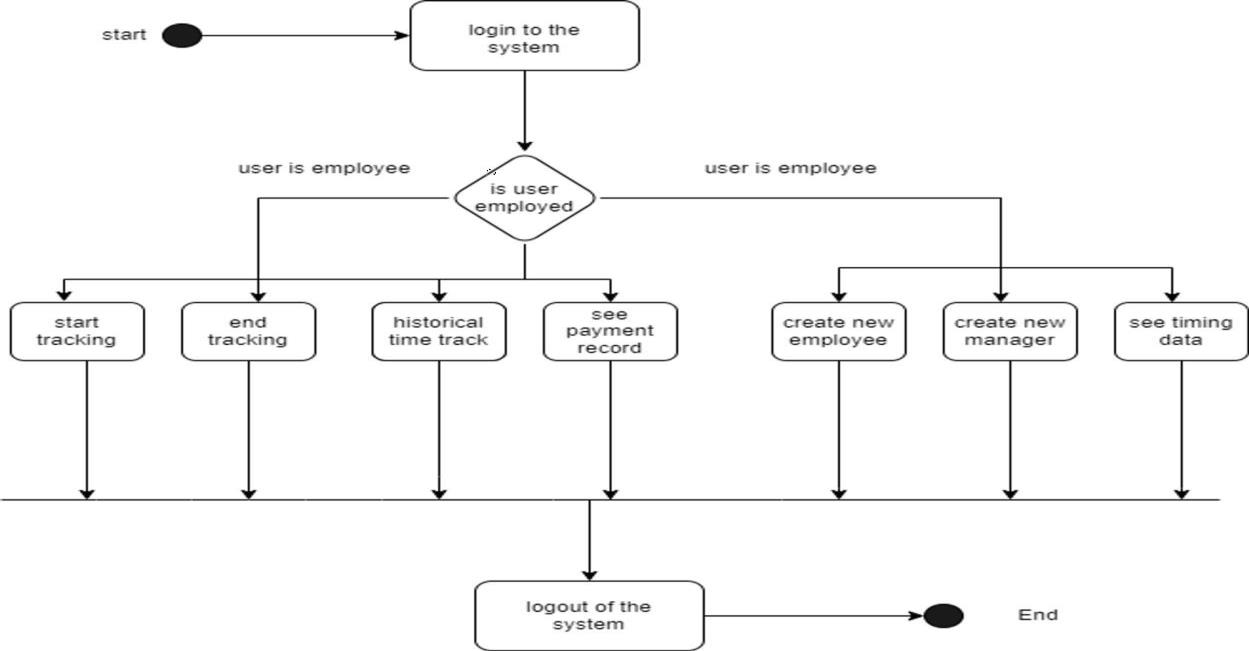 start
login to the
system
user is employee
user is employee
is user
employed
start
tracking
end
tracking
historical
time track
see
payment
record
create new
employee
create new
manager
see timing
data
logout of the
system
End